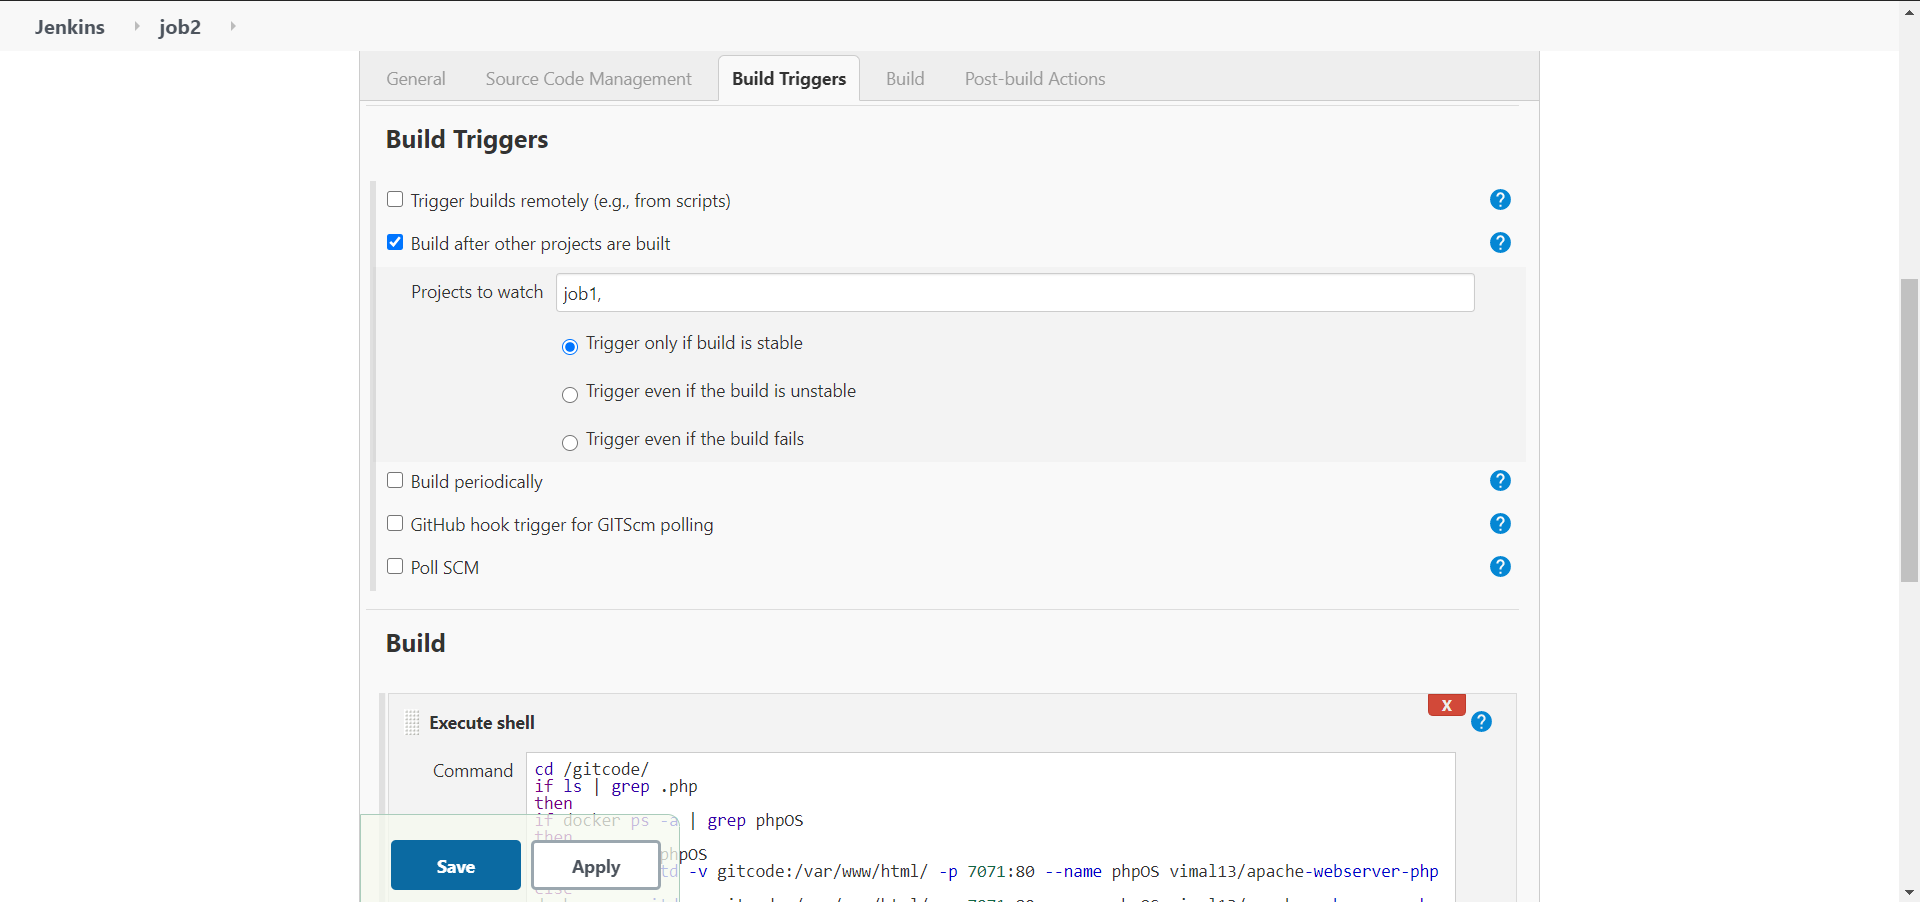 Jenkins job2
General Source Code Management Build Triggers Build Post-build Actions
Build Triggers
Trigger builds remotely (e.g., from scripts) ?
Build after other projects are built ?
Projects to watch job1,
Trigger only if build is stable
Trigger even if the build is unstable
Trigger even if the build fails
Build periodically ?
GitHub hook trigger for GITScm polling ?
Poll SCM ?
Build
X
Execute shell ?
Command
cd /gitcode/
if ls | grep .php
then
if docker ps -a | grep phpOS
then
phpOS
td -v gitcode:/var/www/html/ -p 7071:80 --name phpOS vimal13/apache-webserver-php
else
Save Apply